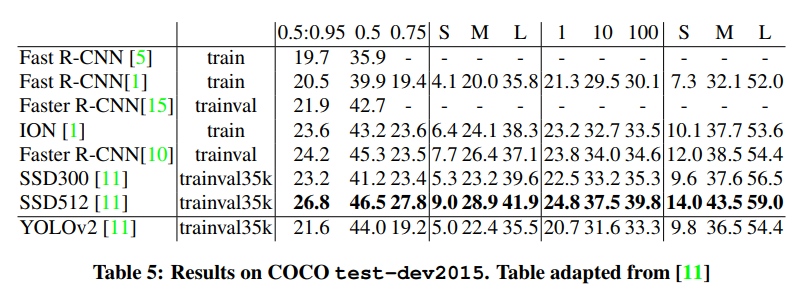 0.5:0.95 0.5 0.75 S M L 1 10 100 S M L
Fast R-CNN [5] train 19.7 35.9 - - - - - - - - - -
Fast R-CNN[1] train 20.5 39.9 19.4 4.1 20.0 35.8 21.3 29.5 30.1 7.3 32.1 52.0
Faster R-CNN[15] trainval 21.9 42.7 - - - - - - - - - -
ION [1] train 23.6 43.2 23.6 6.4 24.1 38.3 23.2 32.7 33.5 10.1 37.7 53.6
Faster R-CNN[10] trainval 24.2 45.3 23.5 7.7 26.4 37.1 23.8 34.0 34.6 12.0 38.5 54.4
SSD300 [11] trainval35k 23.2 41.2 23.4 5.3 23.2 39.6 22.5 33.2 35.3 9.6 37.6 56.5
SSD512 [11] trainval35k 26.8 46.5 27.8 9.0 28.9 41.9 24.8 37.5 39.8 14.0 43.5 59.0
YOLOv2 [11] trainval35k 21.6 44.0 19.2 5.0 22.4 35.5 20.7 31.6 33.3 9.8 36.5 54.4
Table 5: Results on COCO test-dev2015. Table adapted from [11]